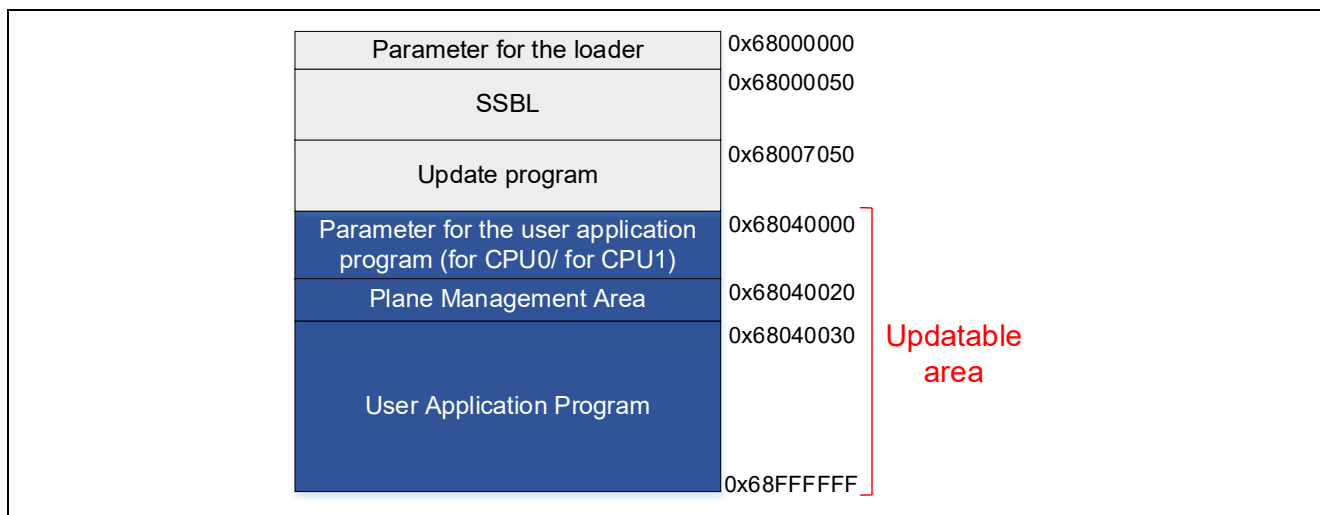 Parameter for the loader
0x68000000
0x68000050
SSBL
0x68007050
Update program
0x68040000
Parameter for the user application
program (for CPU0/ for CPU1)
Plane Management Area
0x68040020
0x68040030
Updatable
area
User Application Program
0x68FFFFFF